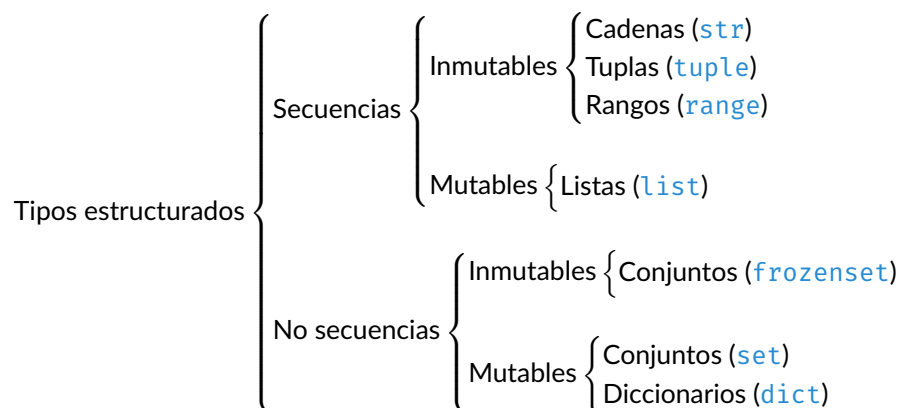 Tipos estructurados
Secuencias
Inmutables
Cadenas (str)
Tuplas (tuple)
Rangos (range)
Mutables
Listas (list)
No secuencias
Inmutables
Conjuntos (frozenset)
Mutables
Conjuntos (set)
Diccionarios (dict)